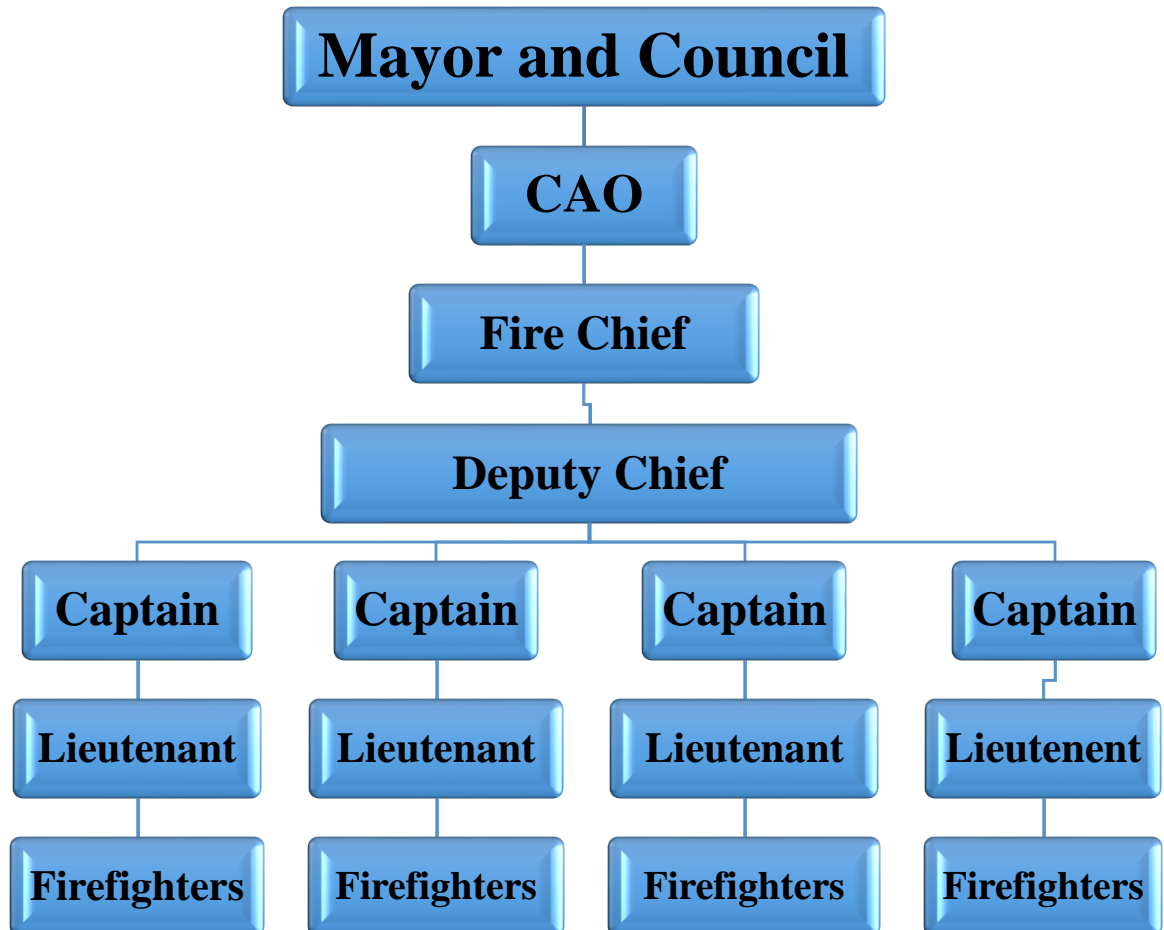 Mayor and Council
CAO
Fire Chief
Deputy Chief
Captain Captain Captain Captain
Lieutenant Lieutenant Lieutenant Lieutenent
Firefighters Firefighters Firefighters Firefighters